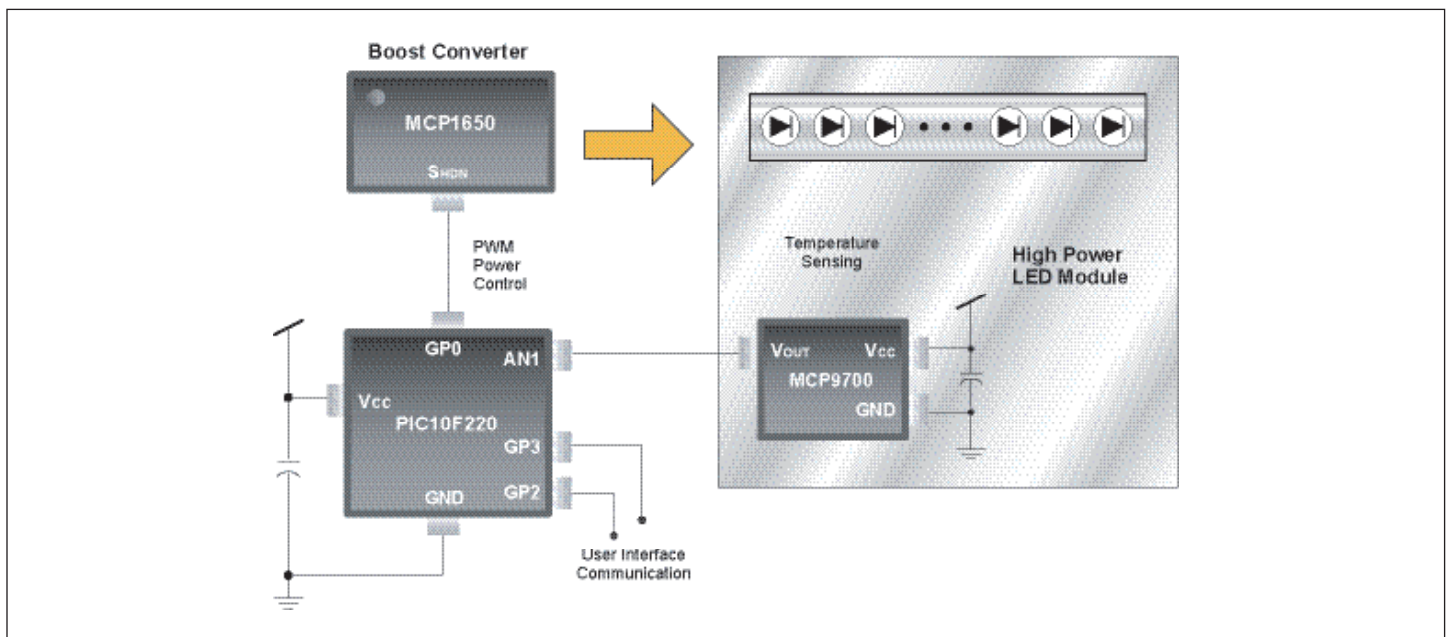 Boost Converter
MCP1650
SHDN
PWM
Power
Control
GP0
AN1
Vcc
PIC10F220
GP3
GND
GP2
User Interface
Communication
Temperature
Sensing
High Power
LED Module
VOUT
Vcc
MCP9700
GND